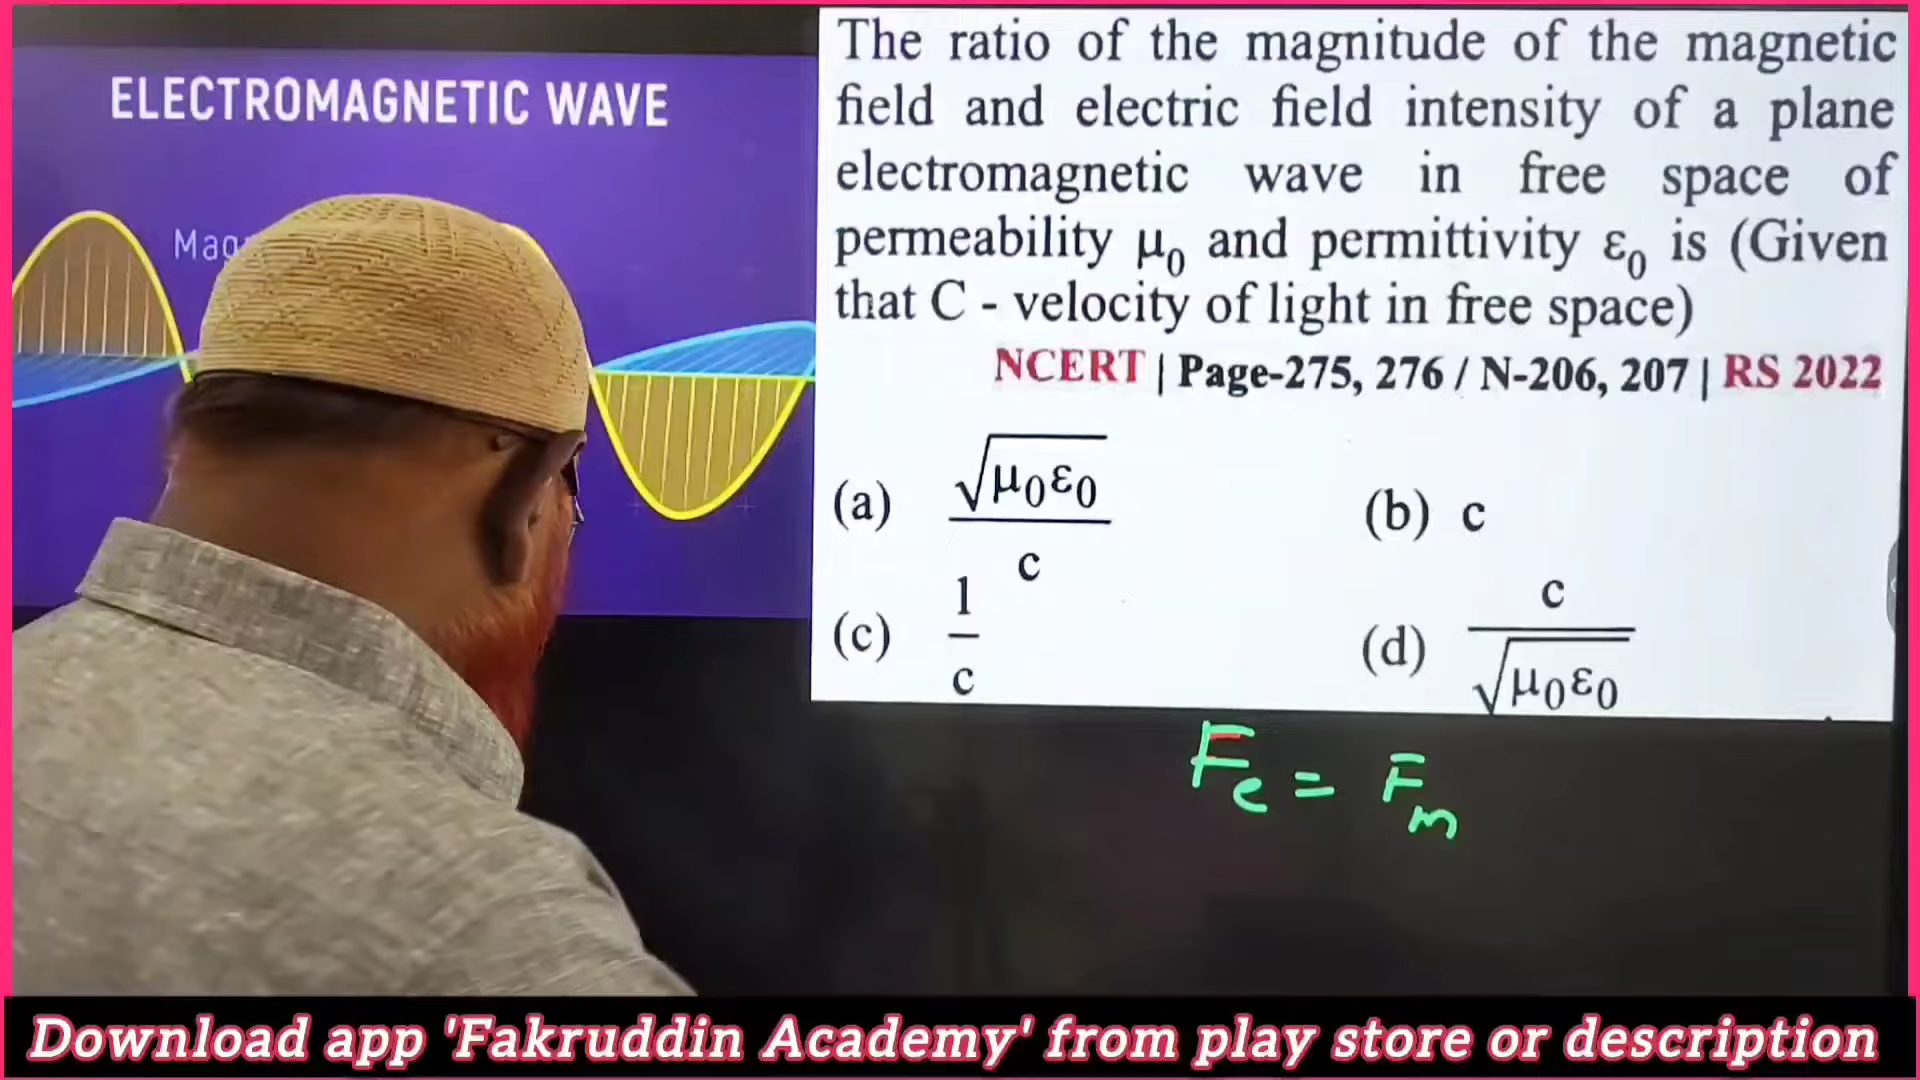 ELECTROMAGNETIC WAVE
Mag
The ratio of the magnitude of the magnetic
field and electric field intensity of a plane
electromagnetic wave in free space of
permeability μ₀ and permittivity ε₀ is (Given
that C - velocity of light in free space)
NCERT | Page-275, 276 / N-206, 207 | RS 2022
(a) √μ₀ε₀ / c
(b) c
(c) 1 / c
(d) c / √μ₀ε₀
Fe = Fm
Download app 'Fakruddin Academy' from play store or description